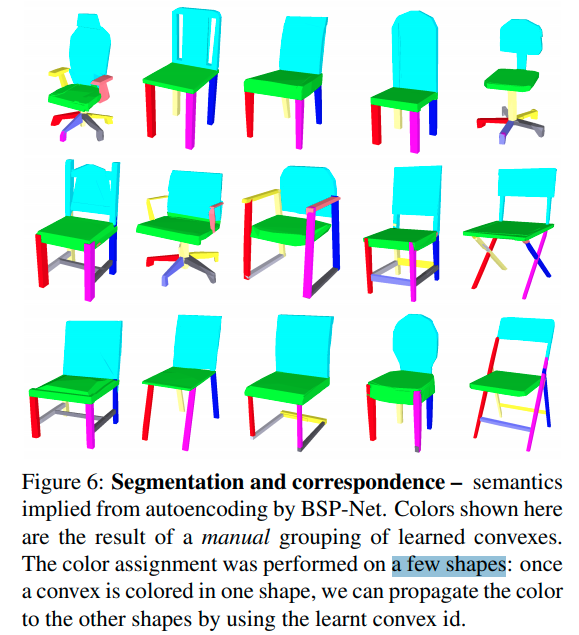 Figure 6: Segmentation and correspondence – semantics
implied from autoencoding by BSP-Net. Colors shown here
are the result of a manual grouping of learned convexes.
The color assignment was performed on a few shapes: once
a convex is colored in one shape, we can propagate the color
to the other shapes by using the learnt convex id.